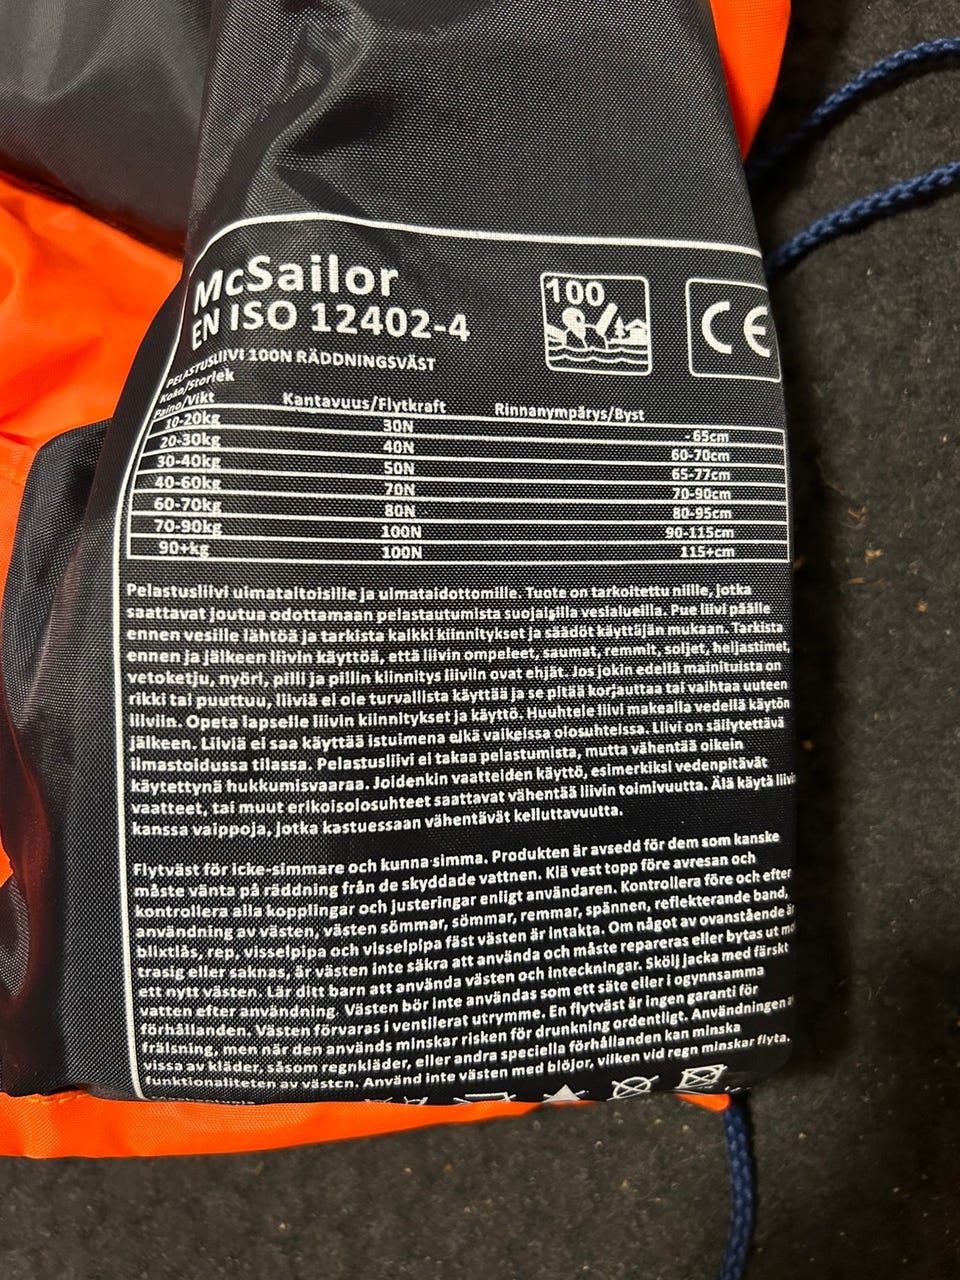 McSailor
EN ISO 12402-4
PELASTUSLIIVI 100N RÄDDNINGSVÄST
100
CE
Koko/Storlek
Paino/Vikt Kantavuus/Flytkraft Rinnanympärys/Byst
10-20kg 30N -65cm
20-30kg 40N 60-70cm
30-40kg 50N 65-77cm
40-60kg 70N 70-90cm
60-70kg 80N 80-95cm
70-90kg 100N 90-115cm
90+kg 100N 115+cm
Pelastusliivi uimataitoisille ja uimataidottomille. Tuote on tarkoitettu niille, jotka
saattavat joutua odottamaan pelastautumista suojaisilla vesialueilla. Pue liivi päälle
ennen vesille lähtöä ja tarkista kaikki kiinnitykset ja säädöt käyttäjän mukaan. Tarkista
ennen ja jälkeen liivin käyttöä, että liivin ompeleet, saumat, remmit, soljet, heljastimet,
vetoketju, nyöri, pilli ja pillin kiinnitys liiviin ovat ehjät. Jos jokin edellä mainituista on
rikki tai puuttuu, liiviä ei ole turvallista käyttää ja se pitää korjauttaa tai vaihtaa uuteen
liiviin. Opeta lapselle liivin kiinnitykset ja käyttö. Huuhtele liivi makealla vedellä käytön
jälkeen. Liiviä ei saa käyttää istuimena eikä vaikeissa olosuhteissa. Liivi on säilytettävä
ilmastoidussa tilassa. Pelastusliivi ei takaa pelastumista, mutta vähentää oikein
käytettynä hukkumisvaaraa. Joidenkin vaatteiden käyttö, esimerkiksi vedenpitävät
vaatteet, tai muut erikoisolosuhteet saattavat vähentää liivin toimivuutta. Älä käytä liivin
kanssa vaippoja, jotka kastuessaan vähentävät kelluttavuutta.
Flytväst för icke-simmare och kunna simma. Produkten är avsedd för dem som kanske
måste vänta på räddning från de skyddade vattnen. Klä vest topp före avresan och
kontrollera alla kopplingar och justeringar enligt användaren. Kontrollera före och efter
användning av västen, västen sömmar, sömmar, remmar, spännen, reflekterande band,
blixtlås, rep, visselpipa och visselpipa fäst västen är intakta. Om något av ovanstående är
trasig eller saknas, är västen inte säkra att använda och måste repareras eller bytas ut mot
ett nytt västen. Lär ditt barn att använda västen och inteckningar. Skölj jacka med färskt
vatten efter användning. Västen bör inte användas som ett säte eller i ogynnsamma
förhållanden. Västen förvaras i ventilerat utrymme. En flytväst är ingen garanti för
frälsning, men när den används minskar risken för drunkning ordentligt. Användningen av
vissa av kläder, såsom regnkläder, eller andra speciella förhållanden kan minska
funktionaliteten av västen. Använd inte västen med blöjor, vilken vid regn minskar flyta.